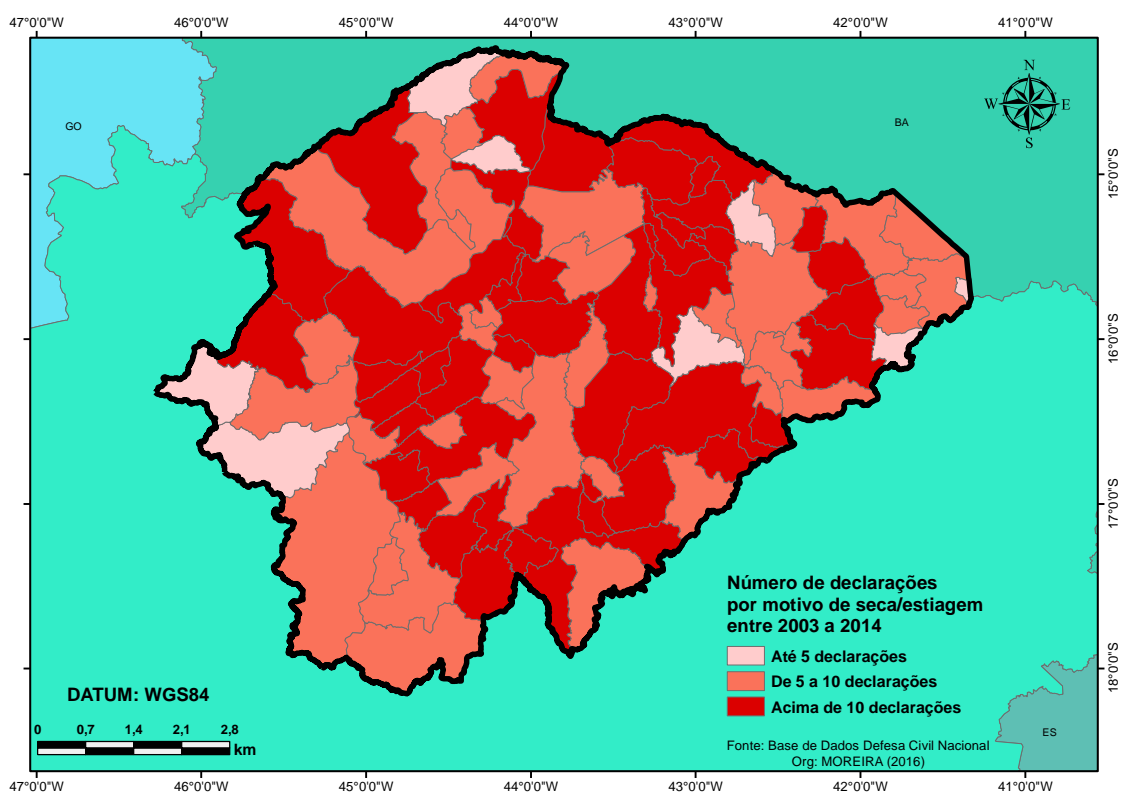 47°0'0"W 46°0'0"W 45°0'0"W 44°0'0"W 43°0'0"W 42°0'0"W 41°0'0"W
N
W E
S
GO
BA
15°0'0"S
16°0'0"S
17°0'0"S
18°0'0"S
Número de declarações
por motivo de seca/estiagem
entre 2003 a 2014
Até 5 declarações
De 5 a 10 declarações
Acima de 10 declarações
DATUM: WGS84
0 0,7 1,4 2,1 2,8
km
ES
Fonte: Base de Dados Defesa Civil Nacional
Org: MOREIRA (2016)
47°0'0"W 46°0'0"W 45°0'0"W 44°0'0"W 43°0'0"W 42°0'0"W 41°0'0"W